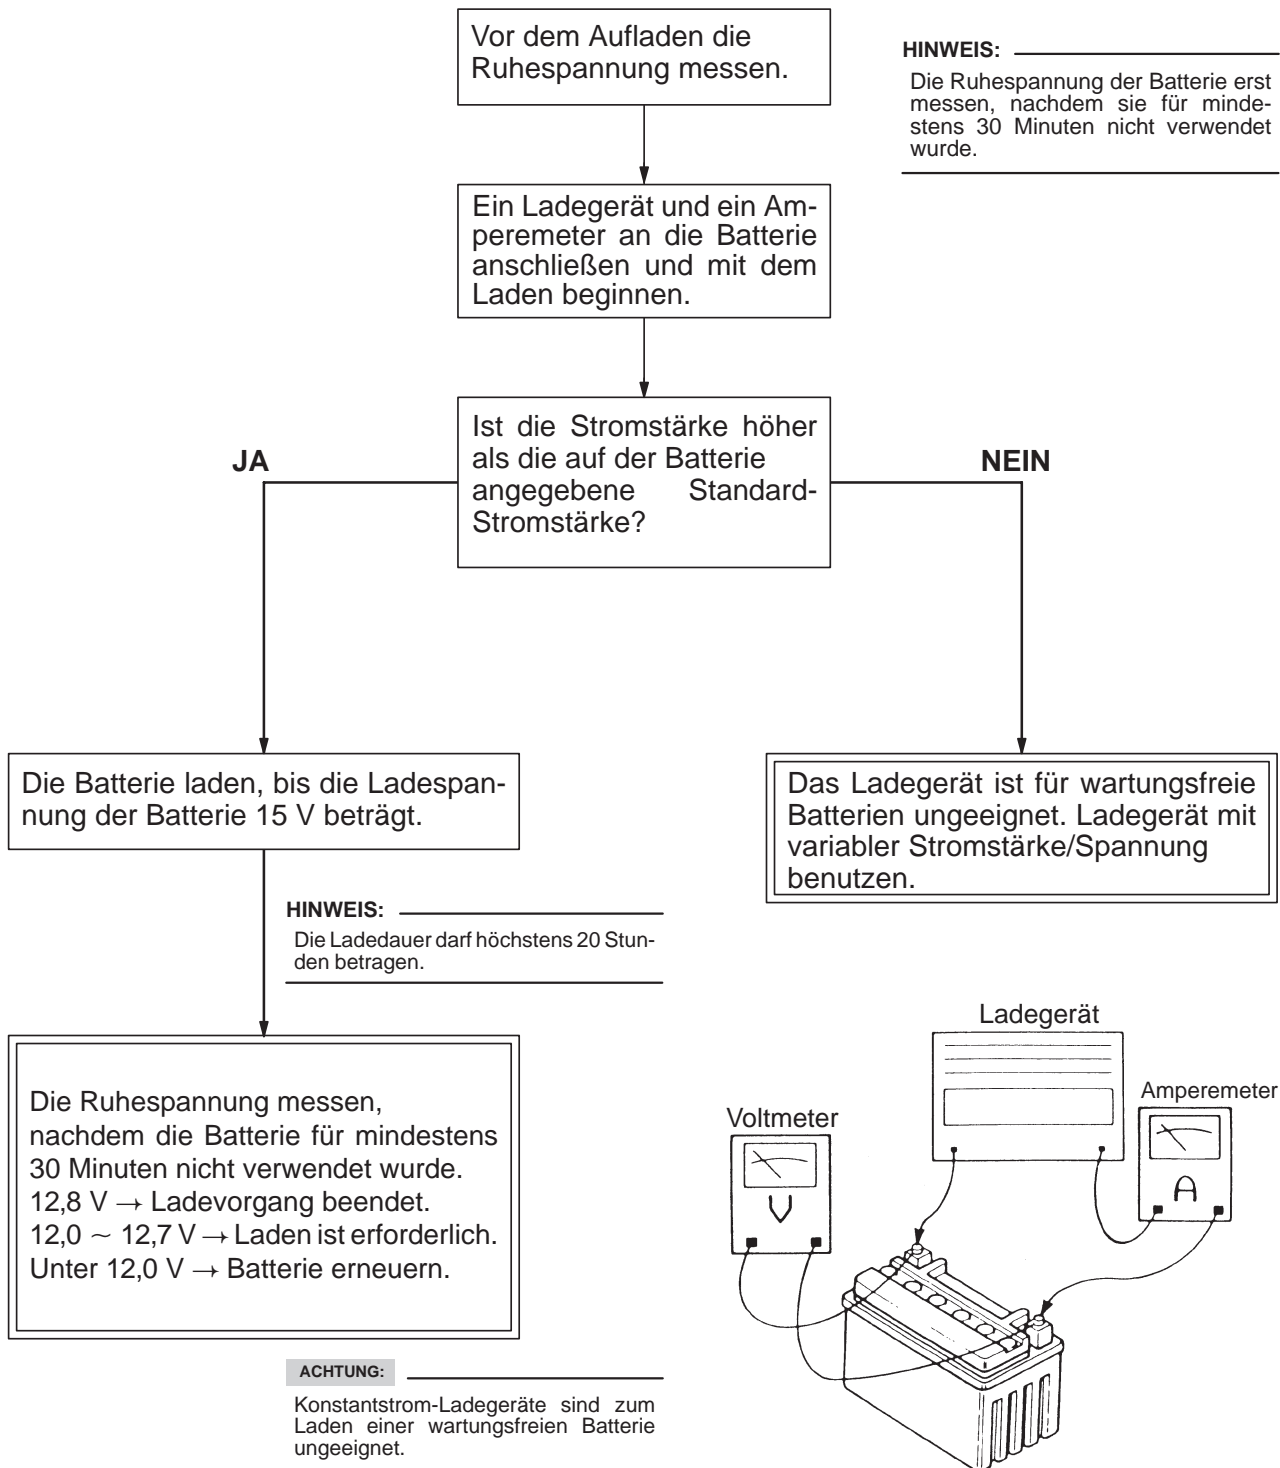 Vor dem Aufladen die
Ruhespannung messen.
HINWEIS:
Die Ruhespannung der Batterie erst
messen, nachdem sie für minde-
stens 30 Minuten nicht verwendet
wurde.
Ein Ladegerät und ein Am-
peremeter an die Batterie
anschließen und mit dem
Laden beginnen.
Ist die Stromstärke höher
als die auf der Batterie
angegebene Standard-
Stromstärke?
JA
NEIN
Die Batterie laden, bis die Ladespan-
nung der Batterie 15 V beträgt.
Das Ladegerät ist für wartungsfreie
Batterien ungeeignet. Ladegerät mit
variabler Stromstärke/Spannung
benutzen.
HINWEIS:
Die Ladedauer darf höchstens 20 Stun-
den betragen.
Die Ruhespannung messen,
nachdem die Batterie für mindestens
30 Minuten nicht verwendet wurde.
12,8 V → Ladevorgang beendet.
12,0 ~ 12,7 V → Laden ist erforderlich.
Unter 12,0 V → Batterie erneuern.
Ladegerät
Amperemeter
Voltmeter
V
A
ACHTUNG:
Konstantstrom-Ladegeräte sind zum
Laden einer wartungsfreien Batterie
ungeeignet.